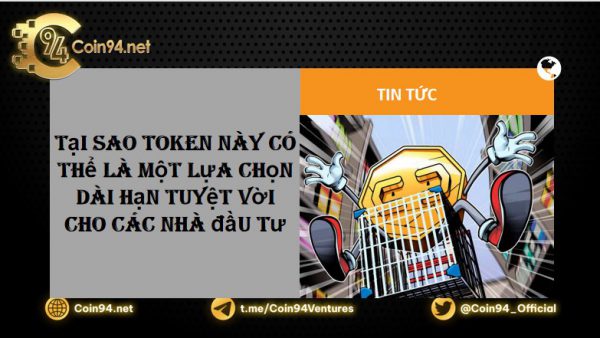 94
Coin94.net
TIN TỨC
TẠI SAO TOKEN NÀY CÓ
THỂ LÀ MỘT LỰA CHỌN
DÀI HẠN TUYỆT VỜI
CHO CÁC NHÀ ĐẦU TƯ
Coin94.net
t.me/Coin94Ventures
@Coin94_Official